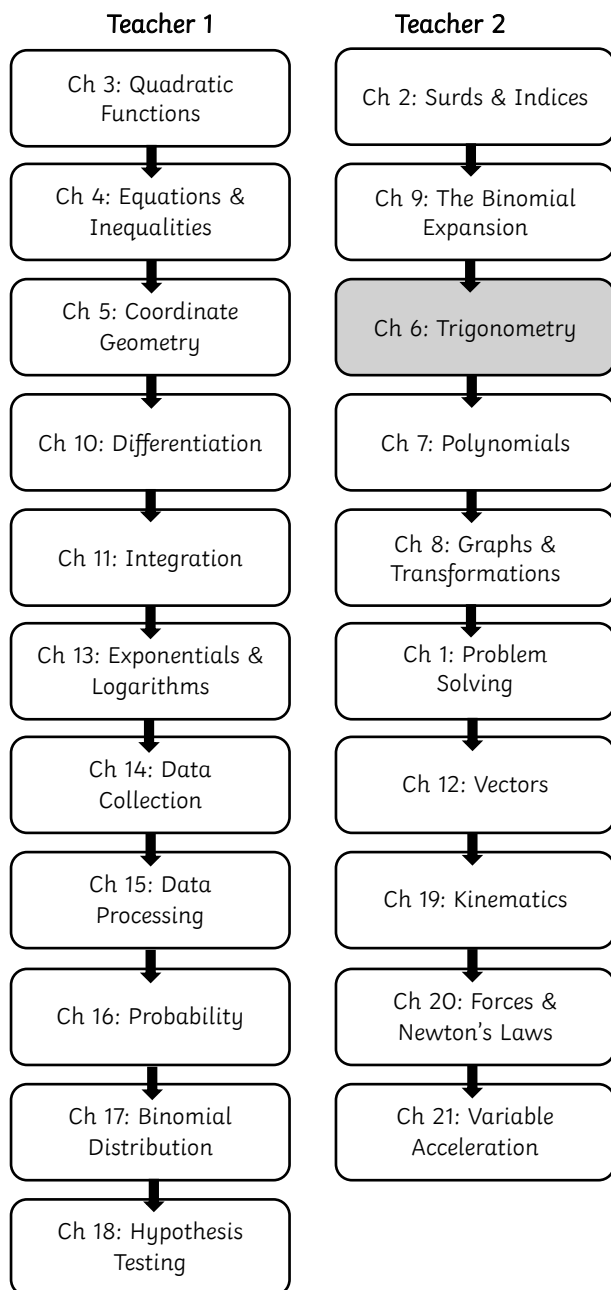 Teacher 1
Ch 3: Quadratic
Functions
Ch 4: Equations &
Inequalities
Ch 5: Coordinate
Geometry
Ch 10: Differentiation
Ch 11: Integration
Ch 13: Exponentials &
Logarithms
Ch 14: Data
Collection
Ch 15: Data
Processing
Ch 16: Probability
Ch 17: Binomial
Distribution
Ch 18: Hypothesis
Testing
Teacher 2
Ch 2: Surds & Indices
Ch 9: The Binomial
Expansion
Ch 6: Trigonometry
Ch 7: Polynomials
Ch 8: Graphs &
Transformations
Ch 1: Problem
Solving
Ch 12: Vectors
Ch 19: Kinematics
Ch 20: Forces &
Newton's Laws
Ch 21: Variable
Acceleration